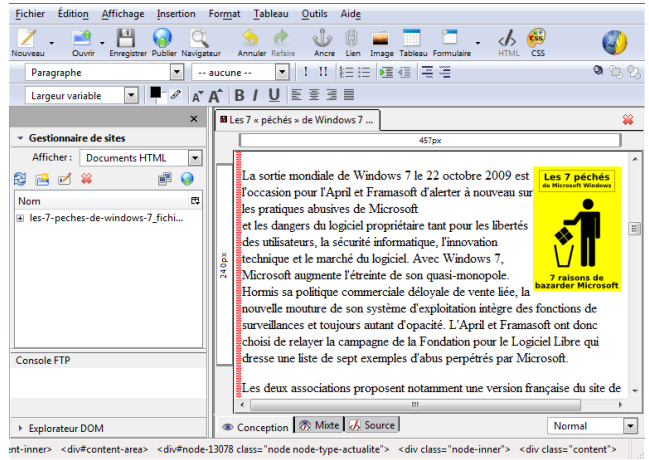 Fichier Édition Affichage Insertion Format Tableau Outils Aide
Nouveau Ouvrir Enregistrer Publier Navigateur Annuler Refaire Ancre Lien Image Tableau Formulaire HTML CSS
Paragraphe -- aucune --
Largeur variable A A B I U
Les 7 « péchés » de Windows 7 ...
Gestionnaire de sites
Afficher : Documents HTML
Nom
les-7-peches-de-windows-7_fichi...
Console FTP
Explorateur DOM
457px
240px
La sortie mondiale de Windows 7 le 22 octobre 2009 est
l'occasion pour l'April et Framasoft d'alerter à nouveau sur
les pratiques abusives de Microsoft
et les dangers du logiciel propriétaire tant pour les libertés
des utilisateurs, la sécurité informatique, l'innovation
technique et le marché du logiciel. Avec Windows 7,
Microsoft augmente l'étreinte de son quasi-monopole.
Hormis sa politique commerciale déloyale de vente liée, la
nouvelle mouture de son système d'exploitation intègre des fonctions de
surveillances et toujours autant d'opacité. L'April et Framasoft ont donc
choisi de relayer la campagne de la Fondation pour le Logiciel Libre qui
dresse une liste de sept exemples d'abus perpétrés par Microsoft.
Les deux associations proposent notamment une version française du site de
Les 7 péchés
de Microsoft Windows
7 raisons de
bazarder Microsoft
Conception Mixte Source Normal
nt-inner> <div#content-area> <div#node-13078 class="node node-type-actualite"> <div class="node-inner"> <div class="content">